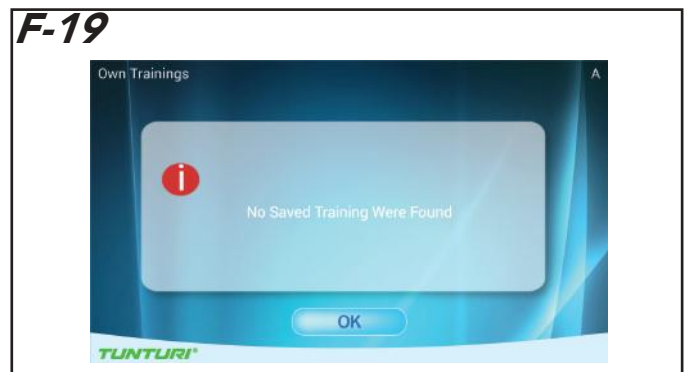 F-19
Own Trainings A
i
No Saved Training Were Found
OK
TUNTURI®